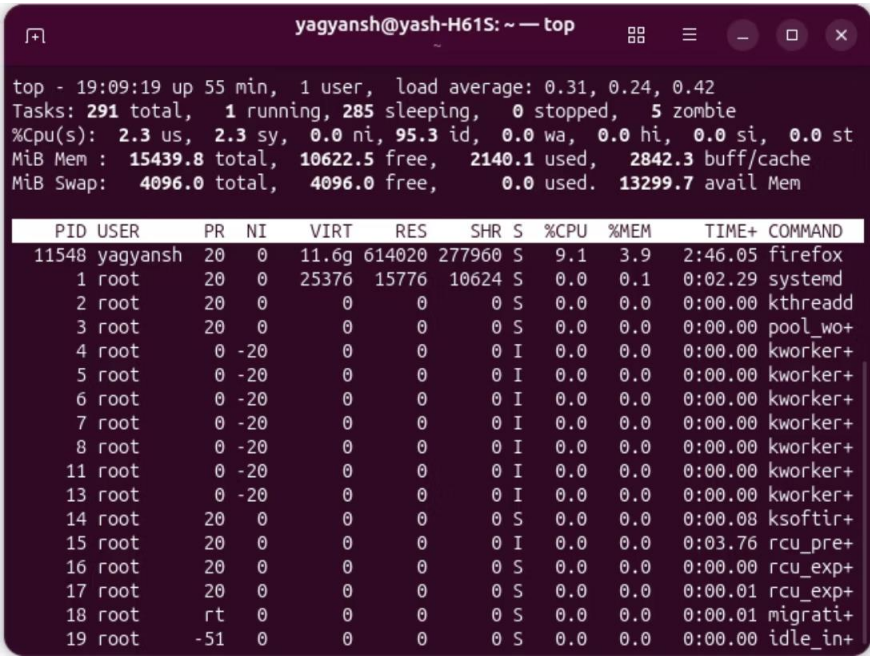 yagyansh@yash-H61S: ~ — top
~
top - 19:09:19 up 55 min,  1 user,  load average: 0.31, 0.24, 0.42
Tasks: 291 total,   1 running, 285 sleeping,   0 stopped,   5 zombie
%Cpu(s):  2.3 us,  2.3 sy,  0.0 ni, 95.3 id,  0.0 wa,  0.0 hi,  0.0 si,  0.0 st
MiB Mem :  15439.8 total,  10622.5 free,   2140.1 used,   2842.3 buff/cache
MiB Swap:   4096.0 total,   4096.0 free,      0.0 used.  13299.7 avail Mem
PID USER      PR  NI    VIRT    RES    SHR S  %CPU  %MEM     TIME+ COMMAND
11548 yagyansh  20   0   11.6g 614020 277960 S   9.1   3.9   2:46.05 firefox
1 root      20   0   25376  15776  10624 S   0.0   0.1   0:02.29 systemd
2 root      20   0       0      0      0 S   0.0   0.0   0:00.00 kthreadd
3 root      20   0       0      0      0 S   0.0   0.0   0:00.00 pool_wo+
4 root       0 -20       0      0      0 I   0.0   0.0   0:00.00 kworker+
5 root       0 -20       0      0      0 I   0.0   0.0   0:00.00 kworker+
6 root       0 -20       0      0      0 I   0.0   0.0   0:00.00 kworker+
7 root       0 -20       0      0      0 I   0.0   0.0   0:00.00 kworker+
8 root       0 -20       0      0      0 I   0.0   0.0   0:00.00 kworker+
11 root       0 -20       0      0      0 I   0.0   0.0   0:00.00 kworker+
13 root       0 -20       0      0      0 I   0.0   0.0   0:00.00 kworker+
14 root      20   0       0      0      0 S   0.0   0.0   0:00.08 ksoftir+
15 root      20   0       0      0      0 I   0.0   0.0   0:03.76 rcu_pre+
16 root      20   0       0      0      0 S   0.0   0.0   0:00.00 rcu_exp+
17 root      20   0       0      0      0 S   0.0   0.0   0:00.01 rcu_exp+
18 root      rt   0       0      0      0 S   0.0   0.0   0:00.01 migrati+
19 root     -51   0       0      0      0 S   0.0   0.0   0:00.00 idle_in+